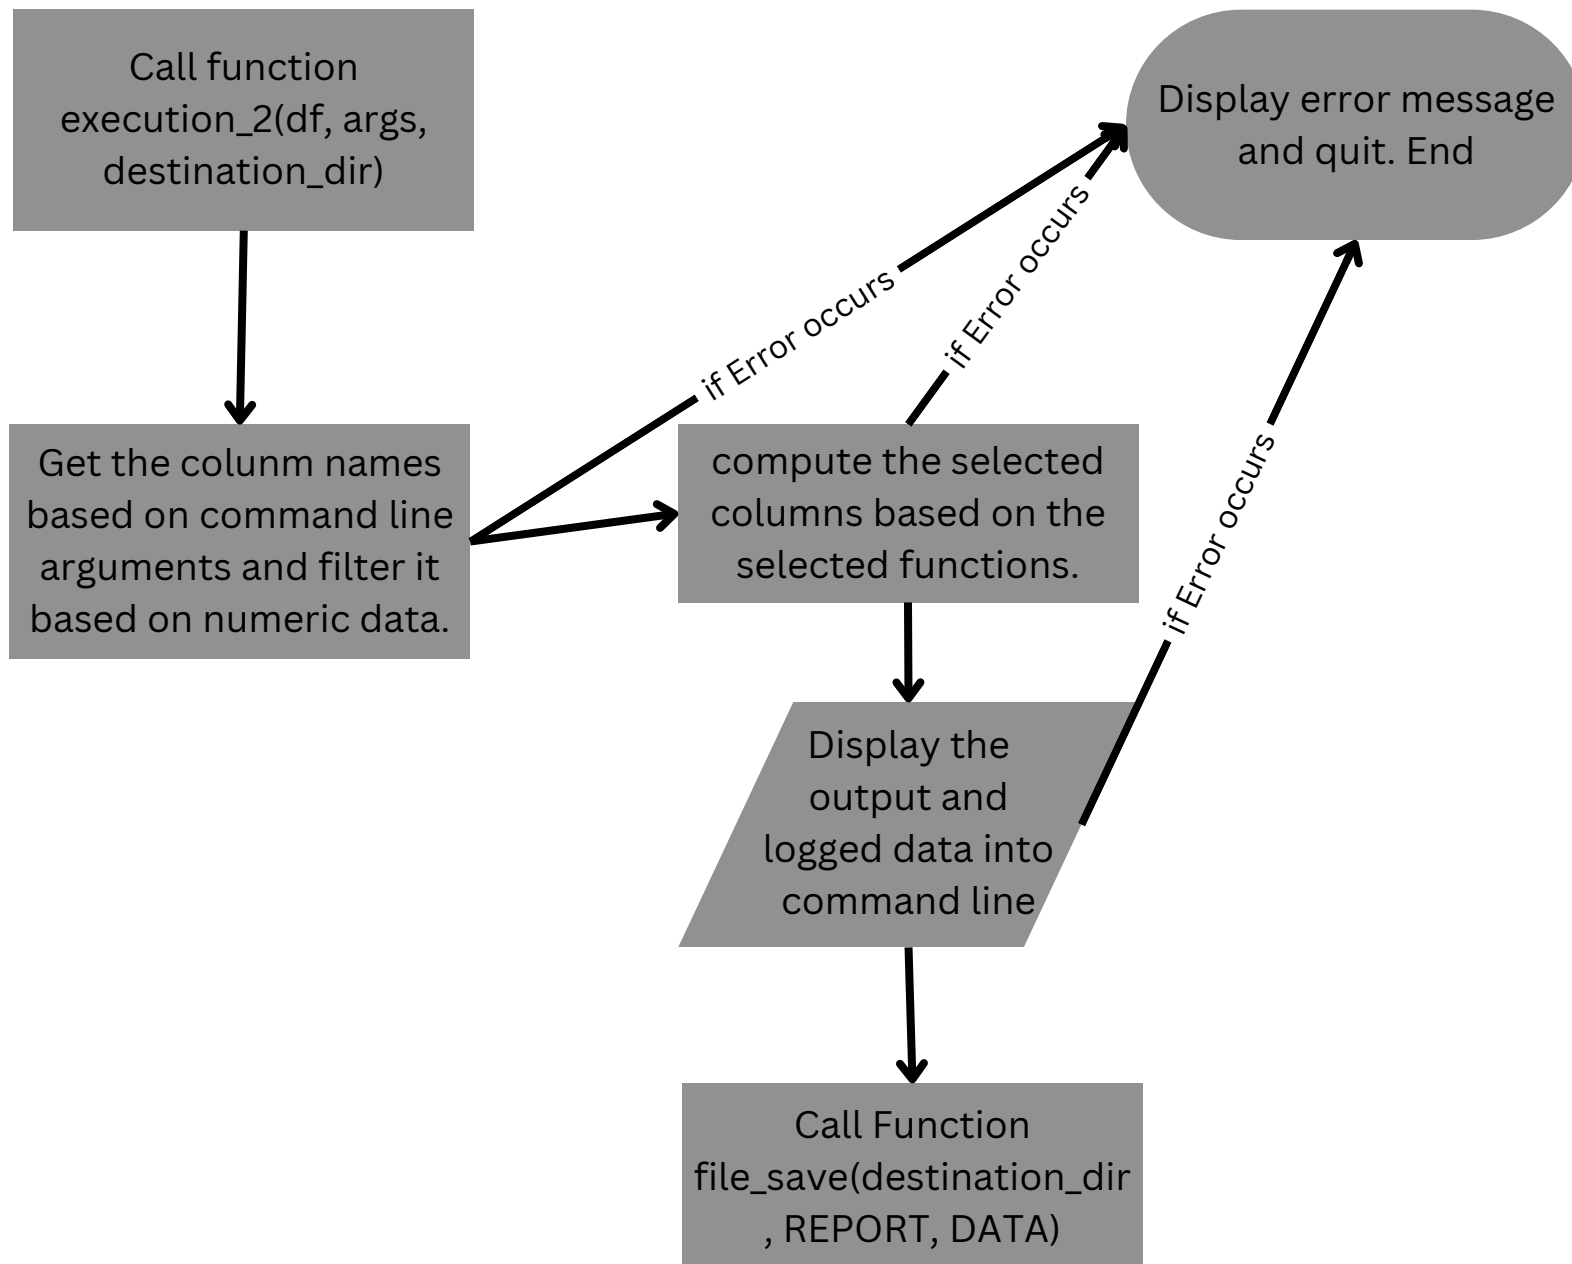 Call function
execution_2(df, args,
destination_dir)
Display error message
and quit. End
if Error occurs
if Error occurs
if Error occurs
Get the colunm names
based on command line
arguments and filter it
based on numeric data.
compute the selected
columns based on the
selected functions.
Display the
output and
logged data into
command line
Call Function
file_save(destination_dir
, REPORT, DATA)